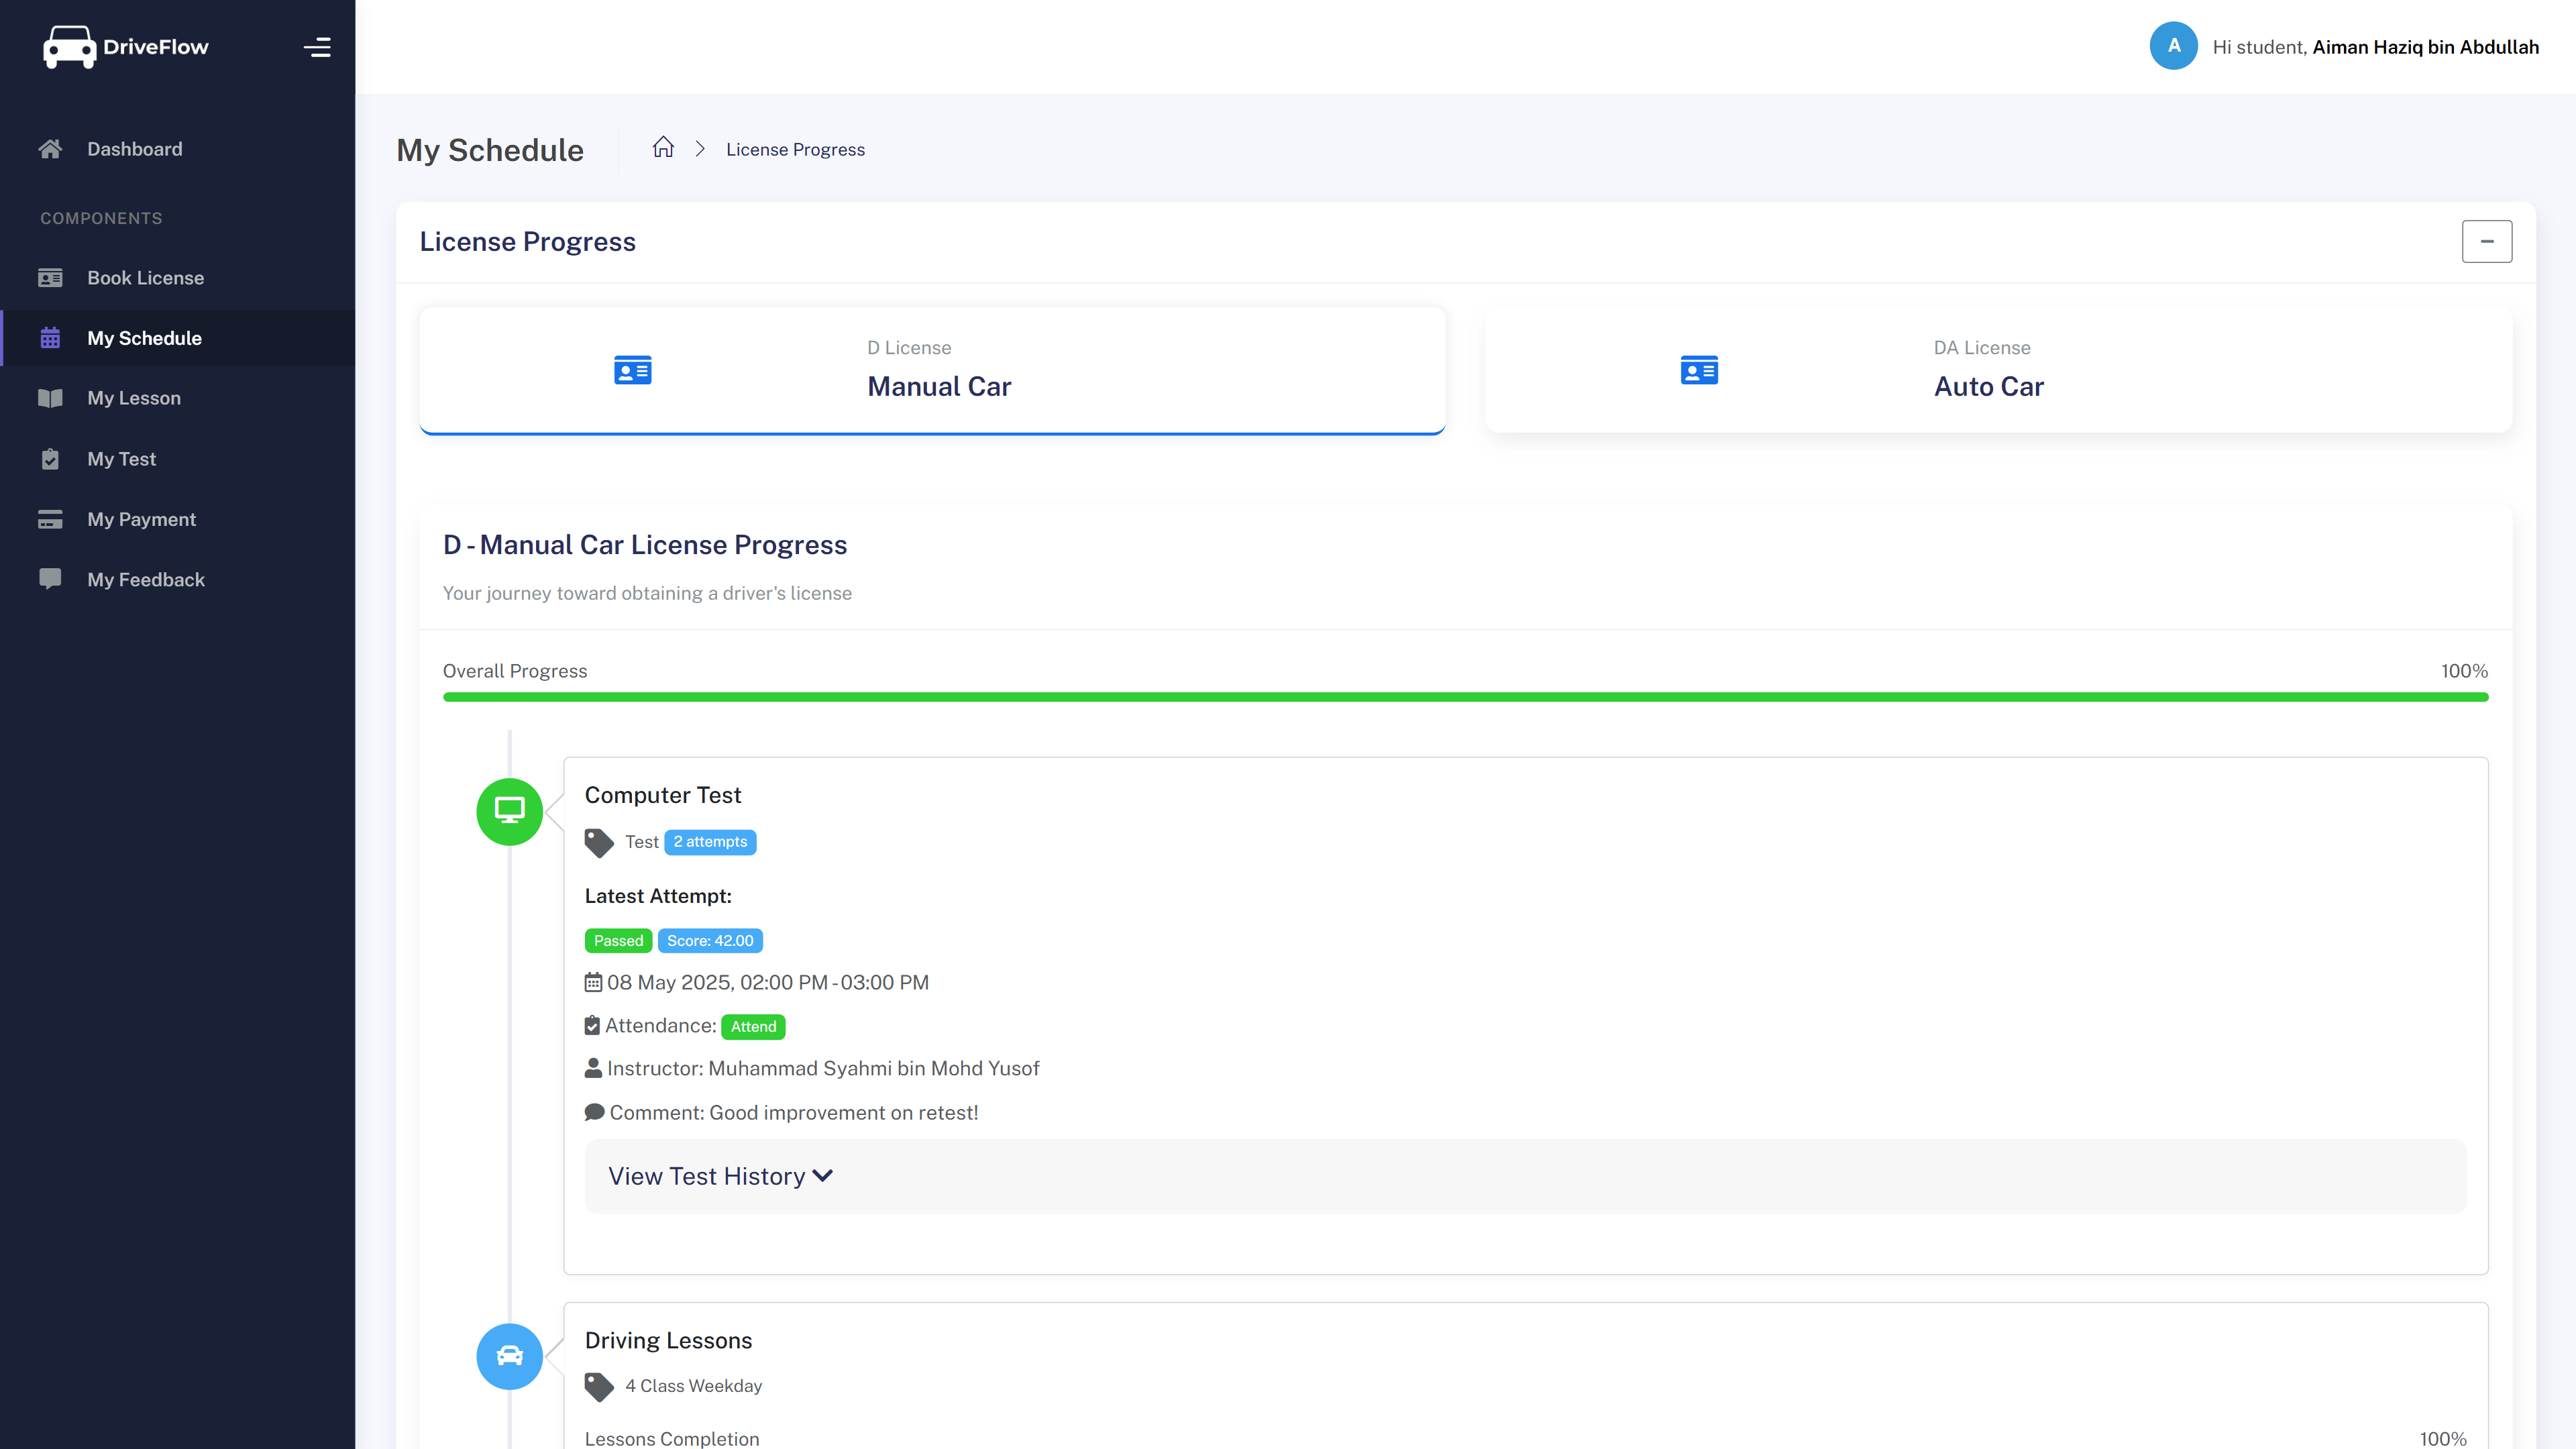 DriveFlow
A
Hi student, Aiman Haziq bin Abdullah
Dashboard
COMPONENTS
Book License
My Schedule
My Lesson
My Test
My Payment
My Feedback
My Schedule
License Progress
License Progress
D License
Manual Car
DA License
Auto Car
D - Manual Car License Progress
Your journey toward obtaining a driver's license
Overall Progress 100%
Computer Test
Test 2 attempts
Latest Attempt:
Passed Score: 42.00
08 May 2025, 02:00 PM - 03:00 PM
Attendance: Attend
Instructor: Muhammad Syahmi bin Mohd Yusof
Comment: Good improvement on retest!
View Test History
Driving Lessons
4 Class Weekday
Lessons Completion 100%